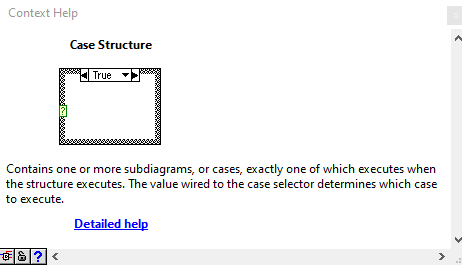 Context Help
Case Structure
True
?
Contains one or more subdiagrams, or cases, exactly one of which executes when
the structure executes. The value wired to the case selector determines which case
to execute.
Detailed help
?